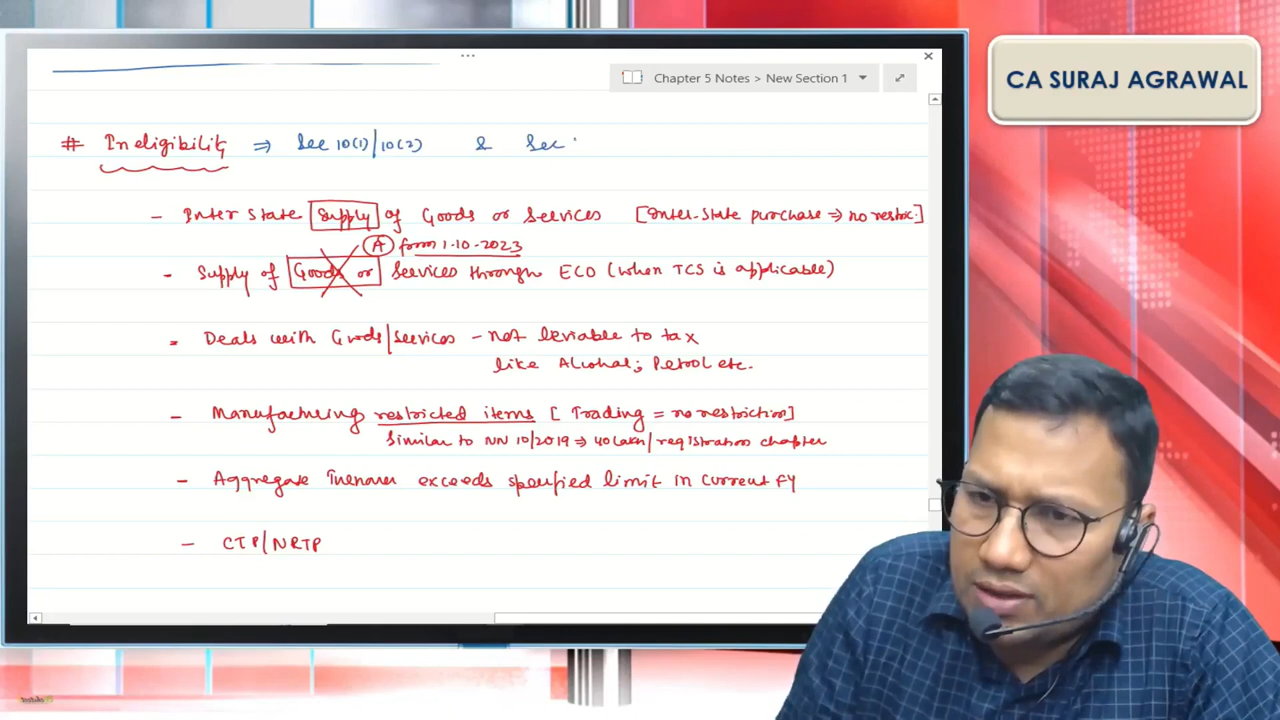 CA SURAJ AGRAWAL
Chapter 5 Notes > New Section 1
# Ineligibility ⇒ Sec 10(1)/10(2) & Sec
- Inter State Supply of Goods or Services [Inter-State purchase ⇒ no restric.]
A from 1-10-2023
- Supply of Goods or Services through ECO (when TCS is applicable)
- Deals with Goods/Services - not leviable to tax
like Alcohal; Petrol etc.
- Manufacturing restricted items [Trading = no restriction]
Similar to NN 10/2019 ⇒ 40 lakh/registration chapter
- Aggregate Turnover exceeds specified limit in current FY
- CTP/NRTP